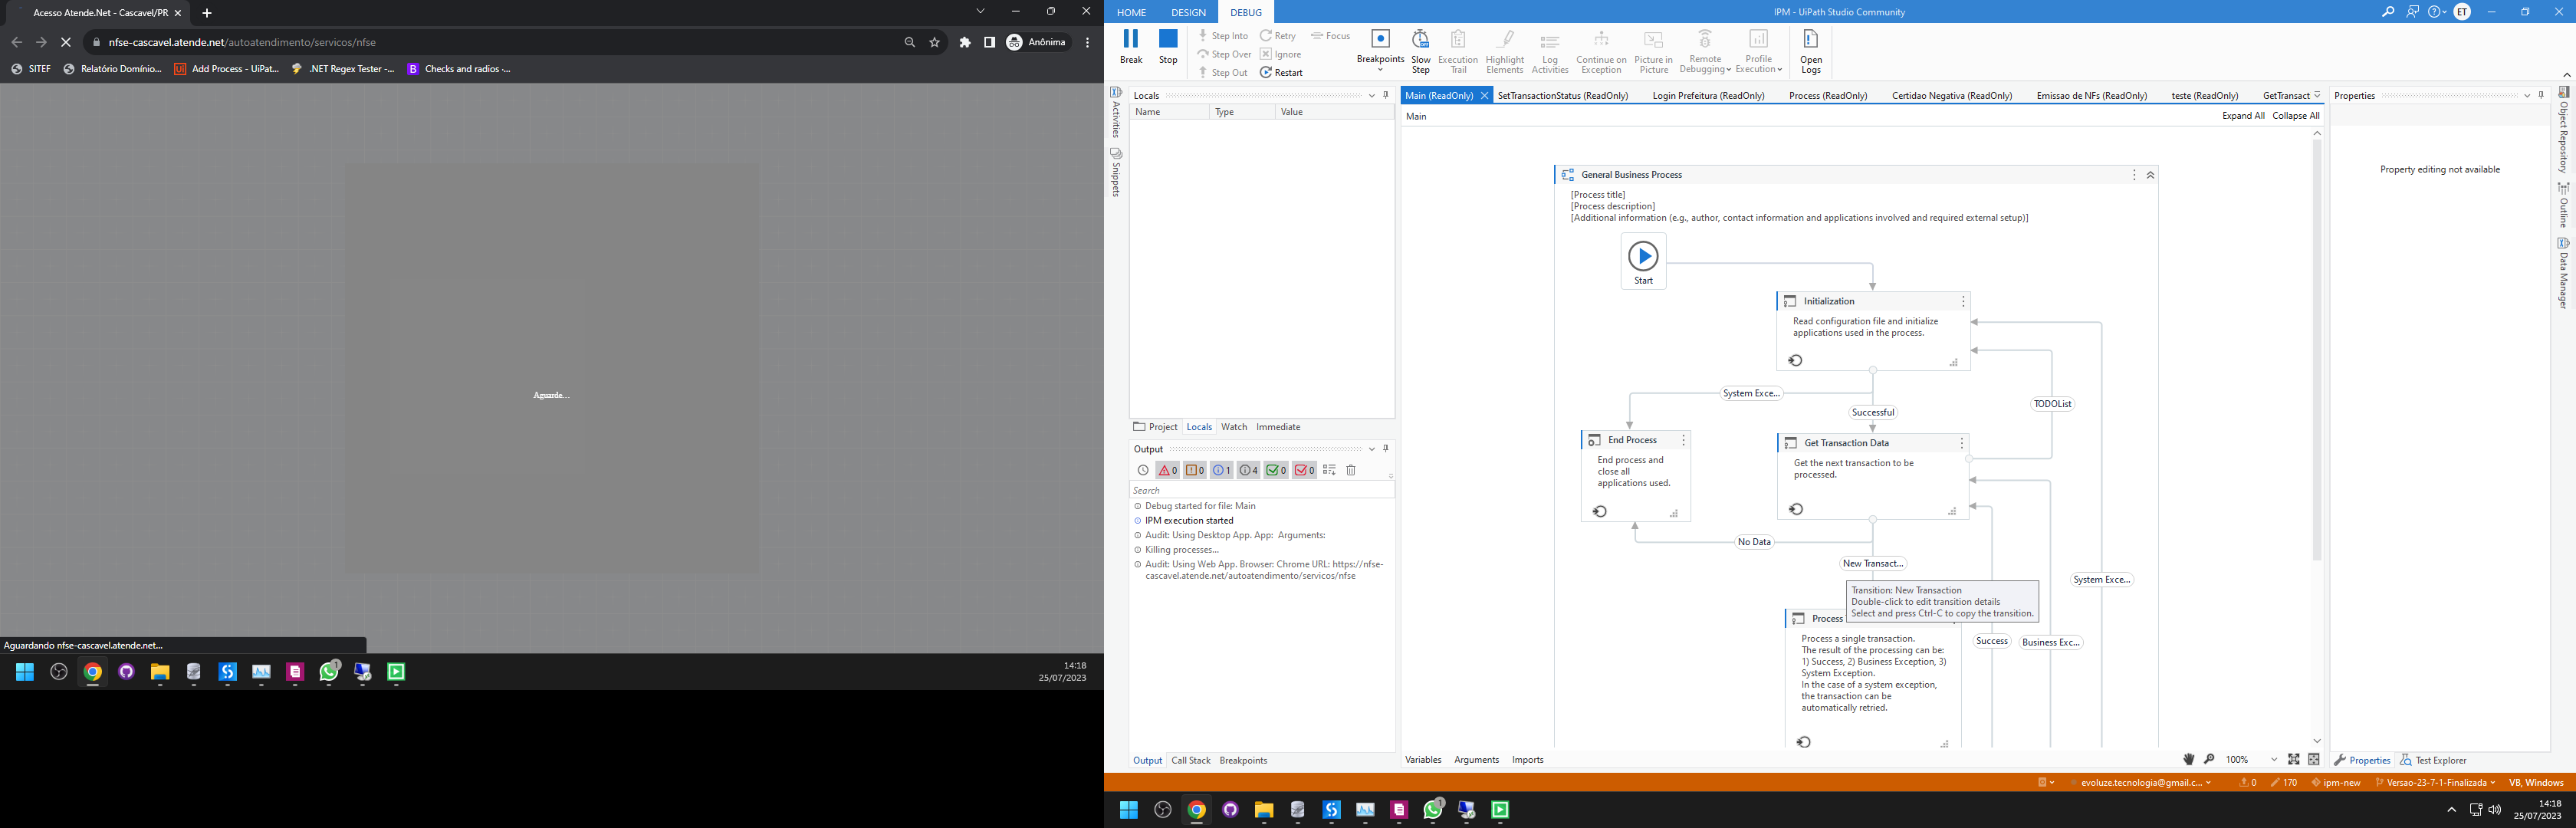 Acesso Atende.Net - Cascavel/PR
nfse-cascavel.atende.net/autoatendimento/servicos/nfse
Anônima
SITEF
Relatório Domínio...
Add Process - UiPat...
.NET Regex Tester -...
Checks and radios -...
Aguarde...
Aguardando nfse-cascavel.atende.net...
1
14:18
25/07/2023
HOME
DESIGN
DEBUG
IPM - UiPath Studio Community
ET
Break
Stop
Step Into
Step Over
Step Out
Retry
Ignore
Restart
Focus
Breakpoints
Slow Step
Execution Trail
Highlight Elements
Log Activities
Continue on Exception
Picture in Picture
Remote Debugging
Profile Execution
Open Logs
Activities
Snippets
Locals
Name Type Value
Project Locals Watch Immediate
Output
0 0 1 4 0 0
Search
Debug started for file: Main
IPM execution started
Audit: Using Desktop App. App: Arguments:
Killing processes...
Audit: Using Web App. Browser: Chrome URL: https://nfse-
cascavel.atende.net/autoatendimento/servicos/nfse
Output Call Stack Breakpoints
Main (ReadOnly)
SetTransactionStatus (ReadOnly)
Login Prefeitura (ReadOnly)
Process (ReadOnly)
Certidao Negativa (ReadOnly)
Emissao de NFs (ReadOnly)
teste (ReadOnly)
GetTransact
Main
Expand All Collapse All
General Business Process
[Process title]
[Process description]
[Additional information (e.g., author, contact information and applications involved and required external setup)]
Start
Initialization
Read configuration file and initialize
applications used in the process.
System Exce...
Successful
TODOList
End Process
End process and
close all
applications used.
Get Transaction Data
Get the next transaction to be
processed.
No Data
New Transact...
System Exce...
Transition: New Transaction
Double-click to edit transition details
Select and press Ctrl-C to copy the transition.
Process
Process a single transaction.
The result of the processing can be:
1) Success, 2) Business Exception, 3)
System Exception.
In the case of a system exception,
the transaction can be
automatically retried.
Success
Business Exc...
Variables Arguments Imports
100%
Properties
Property editing not available
Properties
Test Explorer
Object Repository
Outline
Data Manager
evoluze.tecnologia@gmail.c...
0
170
ipm-new
Versao-23-7-1-Finalizada
VB, Windows
1
14:18
25/07/2023